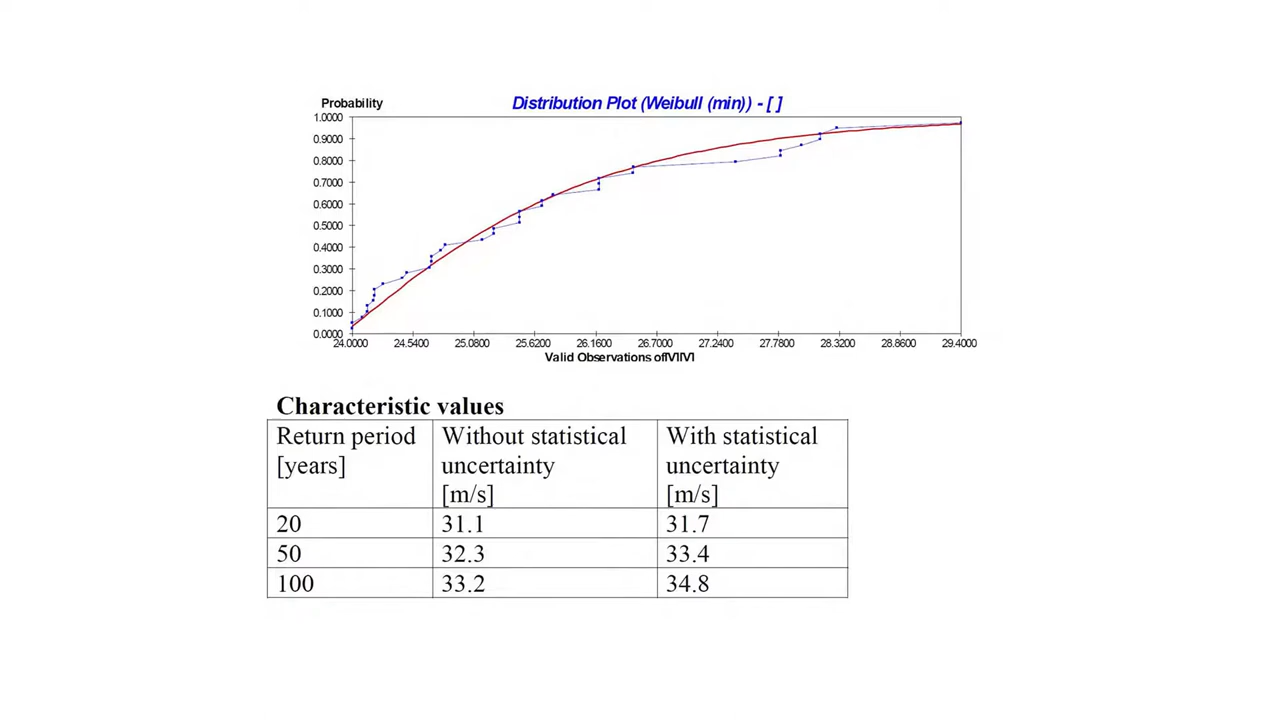 Probability
Distribution Plot (Weibull (min)) - [ ]
1.0000
0.9000
0.8000
0.7000
0.6000
0.5000
0.4000
0.3000
0.2000
0.1000
0.0000
24.0000 24.5400 25.0800 25.6200 26.1600 26.7000 27.2400 27.7800 28.3200 28.8600 29.4000
Valid Observations of[V][V]
Characteristic values
Return period [years] Without statistical uncertainty [m/s] With statistical uncertainty [m/s]
20 31.1 31.7
50 32.3 33.4
100 33.2 34.8